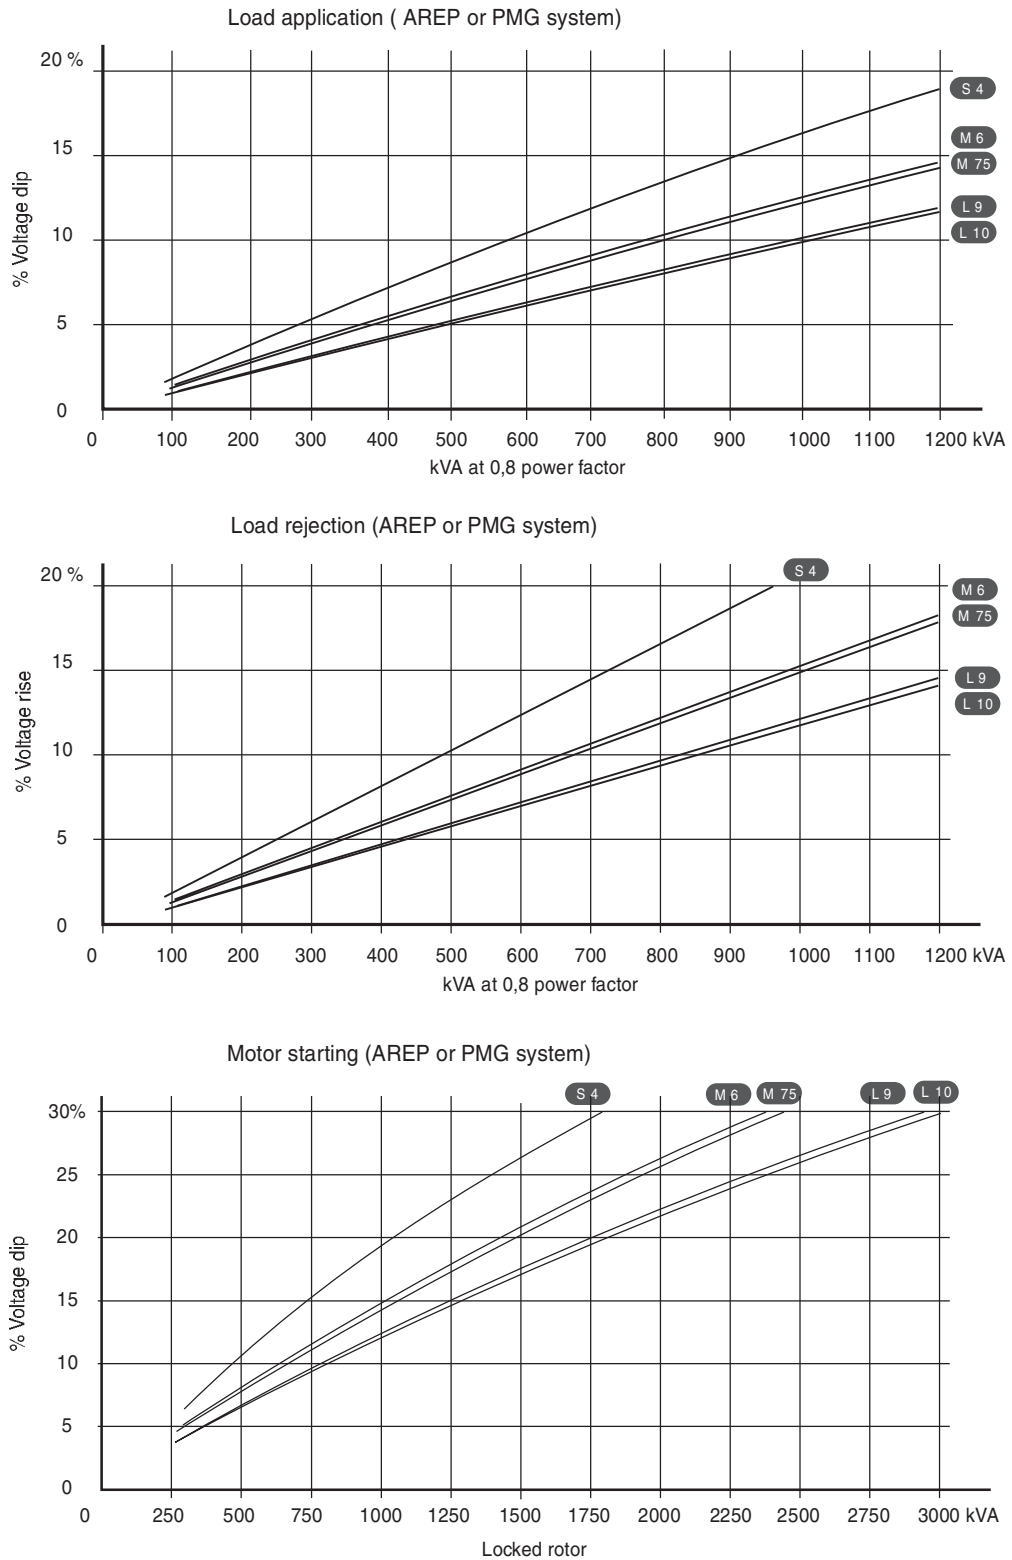 Load application ( AREP or PMG system)
20 %
15
10
5
0
% Voltage dip
S 4
M 6
M 75
L 9
L 10
0 100 200 300 400 500 600 700 800 900 1000 1100 1200 kVA
kVA at 0,8 power factor
Load rejection (AREP or PMG system)
20 %
15
10
5
0
% Voltage rise
S 4
M 6
M 75
L 9
L 10
0 100 200 300 400 500 600 700 800 900 1000 1100 1200 kVA
kVA at 0,8 power factor
Motor starting (AREP or PMG system)
S 4 M 6 M 75 L 9 L 10
30%
25
20
15
10
5
0
% Voltage dip
0 250 500 750 1000 1250 1500 1750 2000 2250 2500 2750 3000 kVA
Locked rotor